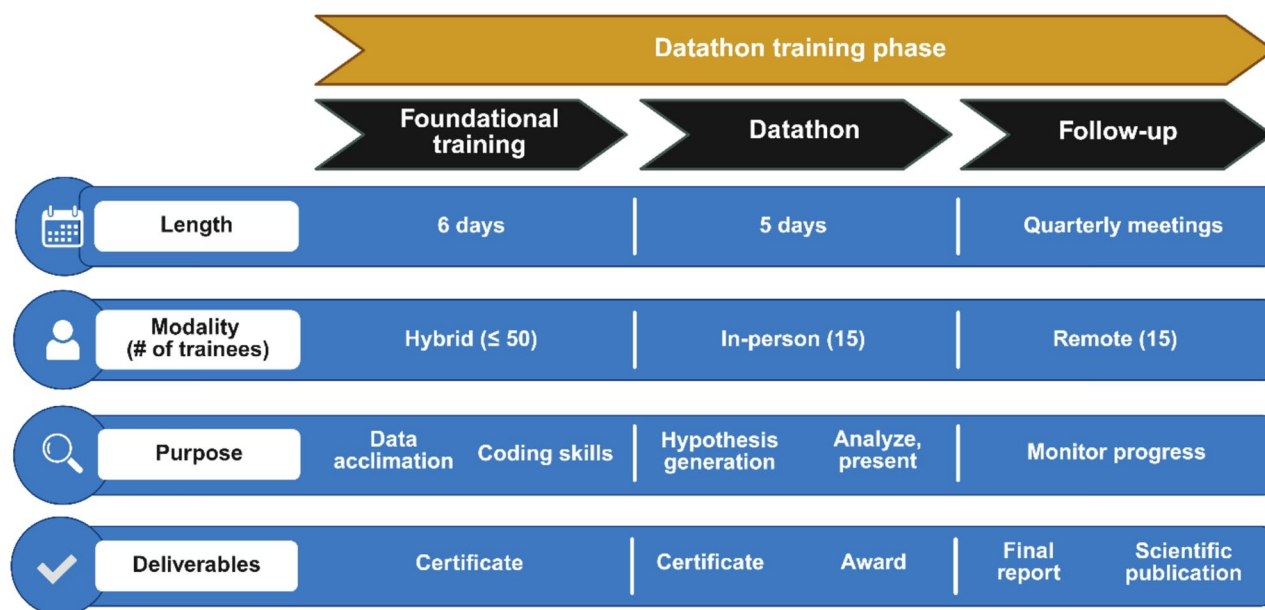 Datathon training phase
Foundational
training
Datathon
Follow-up
Length
6 days
5 days
Quarterly meetings
Modality
(# of trainees)
Hybrid (≤ 50)
In-person (15)
Remote (15)
Purpose
Data
acclimation
Coding skills
Hypothesis
generation
Analyze,
present
Monitor progress
Deliverables
Certificate
Certificate
Award
Final
report
Scientific
publication